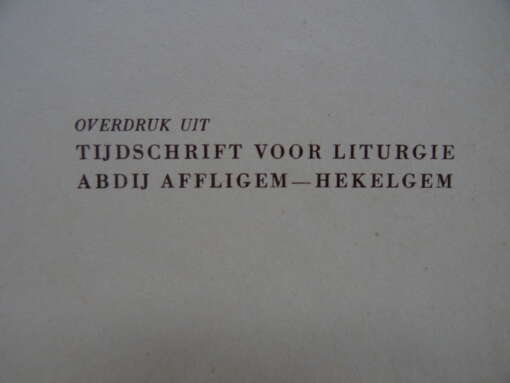 OVERDRUK UIT
TIJDSCHRIFT VOOR LITURGIE
ABDIJ AFFLIGEM — HEKELGEM